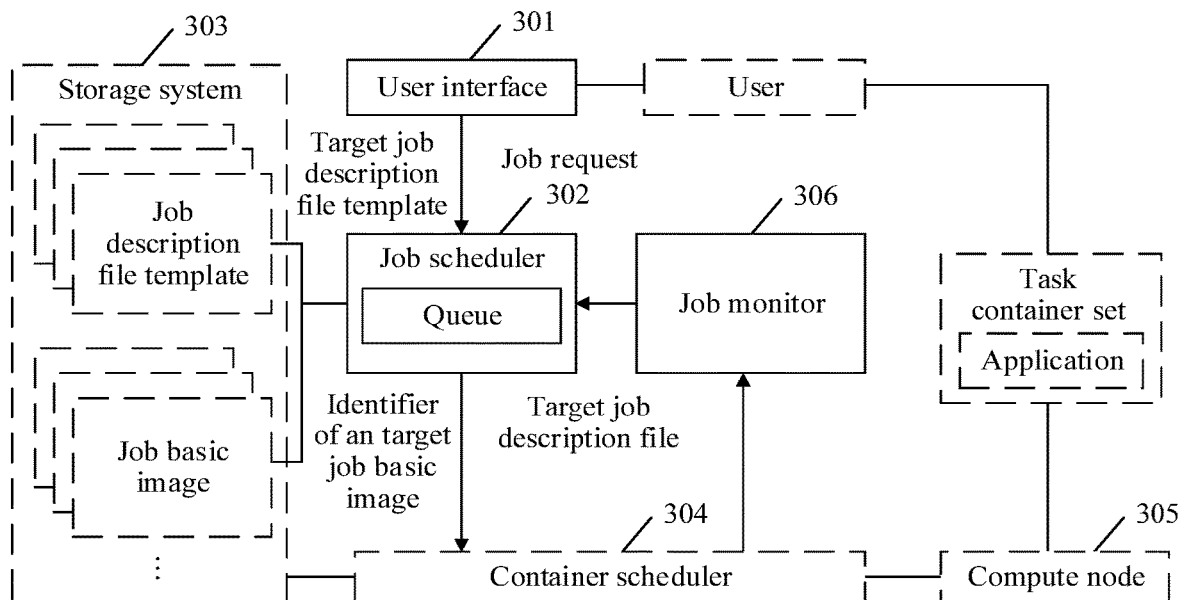 303
Storage system
Job
description
file template
Job basic
image
⋮
301
User interface
User
Target job
description
file template
Job request
302
Job scheduler
Queue
306
Job monitor
Task
container set
Application
Identifier
of an target
job basic
image
Target job
description file
304
Container scheduler
305
Compute node